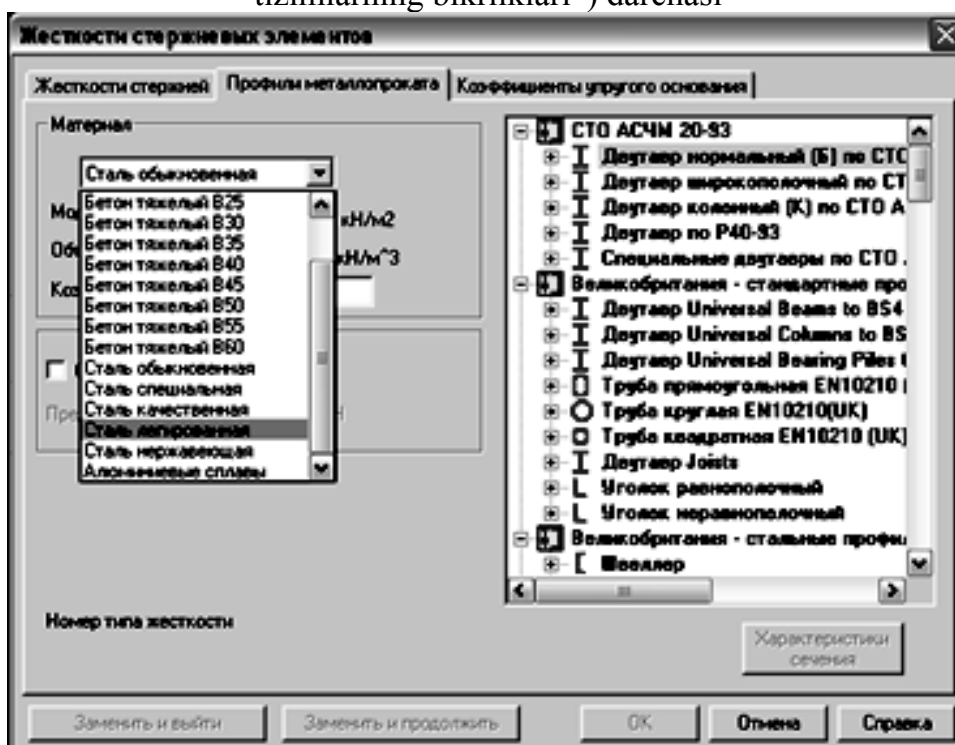 tizimlarning bikrliklari") darchasi
Жесткости стержневых элементов
Жесткости стержней
Профили металлопроката
Коэффициенты упругого основания
Материал
Сталь обыкновенная
Бетон тяжелый B25
Бетон тяжелый B30
Бетон тяжелый B35
Бетон тяжелый B40
Бетон тяжелый B45
Бетон тяжелый B50
Бетон тяжелый B55
Бетон тяжелый B60
Сталь обыкновенная
Сталь специальная
Сталь качественная
Сталь легированная
Сталь нержавеющая
Алюминиевые сплавы
кН/м2
кН/м^3
СТО АСЧМ 20-93
Двутавр нормальный (Б) по СТО
Двутавр широкополочный по СТ
Двутавр колонный (К) по СТО А
Двутавр по Р40-93
Специальные двутавры по СТО .
Великобритания - стандартные про
Двутавр Universal Beams to BS4
Двутавр Universal Columns to BS
Двутавр Universal Bearing Piles
Труба прямоугольная EN10210
Труба круглая EN10210(UK)
Труба квадратная EN10210 (UK)
Двутавр Joists
Уголок равнополочный
Уголок неравнополочный
Великобритания - стальные профи
Швеллер
Номер типа жесткости
Характеристики
сечения
Заменить и выйти
Заменить и продолжить
OK
Отмена
Справка